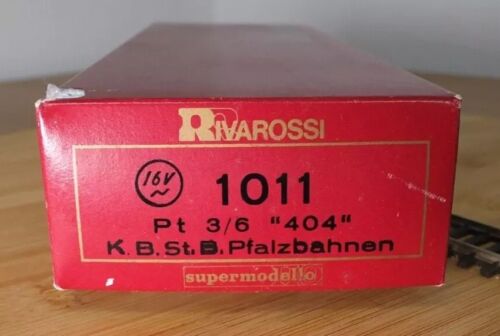 RIVAROSSI
16V ~ 1011
Pt 3/6 "404"
K.B.St.B.Pfalzbahnen
supermodello